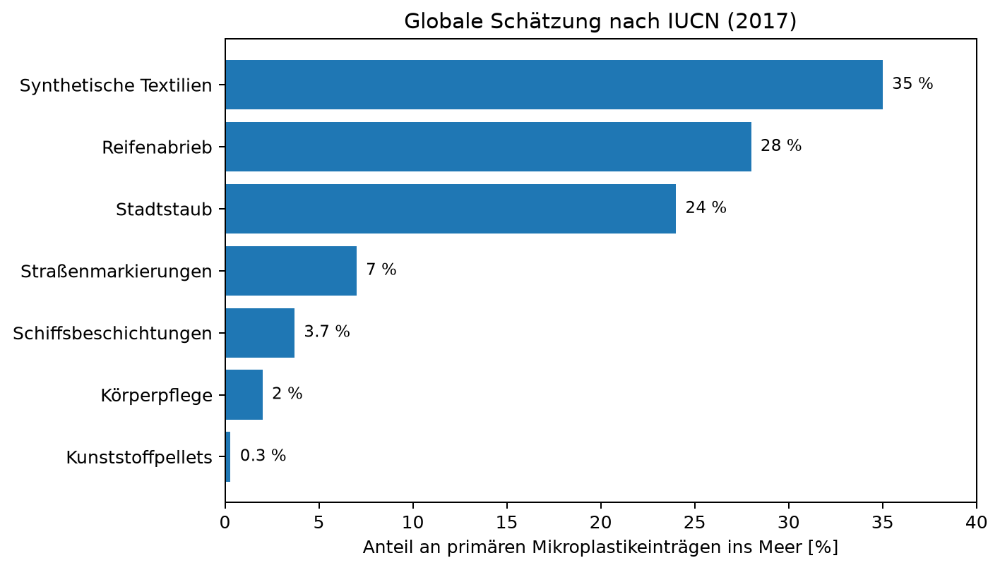 Globale Schätzung nach IUCN (2017)
Synthetische Textilien
35 %
Reifenabrieb
28 %
Stadtstaub
24 %
Straßenmarkierungen
7 %
Schiffsbeschichtungen
3.7 %
Körperpflege
2 %
Kunststoffpellets
0.3 %
0 5 10 15 20 25 30 35 40
Anteil an primären Mikroplastikeinträgen ins Meer [%]